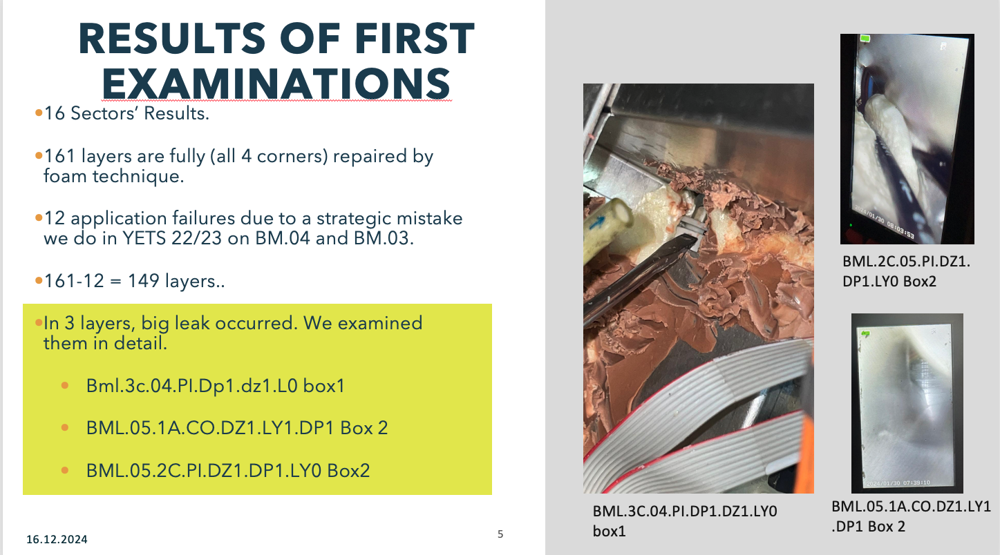 RESULTS OF FIRST
EXAMINATIONS
•16 Sectors’ Results.
•161 layers are fully (all 4 corners) repaired by
foam technique.
•12 application failures due to a strategic mistake
we do in YETS 22/23 on BM.04 and BM.03.
•161-12 = 149 layers..
•In 3 layers, big leak occurred. We examined
them in detail.
• Bml.3c.04.PI.Dp1.dz1.L0 box1
• BML.05.1A.CO.DZ1.LY1.DP1 Box 2
• BML.05.2C.PI.DZ1.DP1.LY0 Box2
16.12.2024
5
BML.3C.04.PI.DP1.DZ1.LY0
box1
2024/01/30 08:03:53
BML.2C.05.PI.DZ1.
DP1.LY0 Box2
2024/01/30 07:39:10
BML.05.1A.CO.DZ1.LY1
.DP1 Box 2